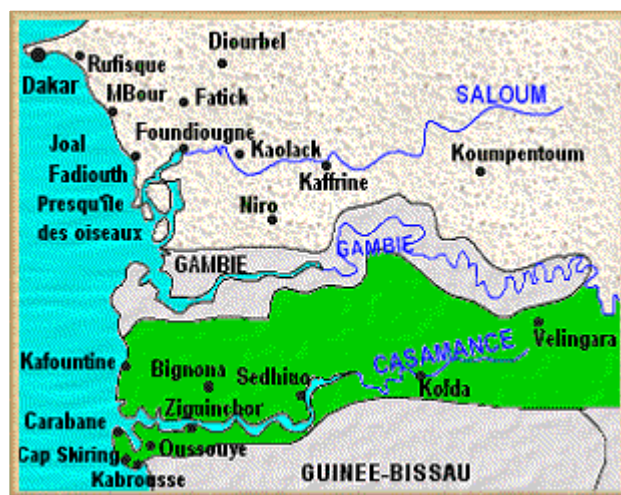 Diourbel
Rufisque
Dakar
MBour
Fatick
SALOUM
Foundiougne
Joal
Fadiouth
Kaolack
Koumpentoum
Kaffrine
Presqu'île
des oiseaux
Niro
GAMBIE
GAMBIE
Velingara
Kafountine
CASAMANCE
Bignona
Sedhiuo
Kolda
Ziguinchor
Carabane
Oussouye
Cap Skiring
Kabrousse
GUINEE-BISSAU